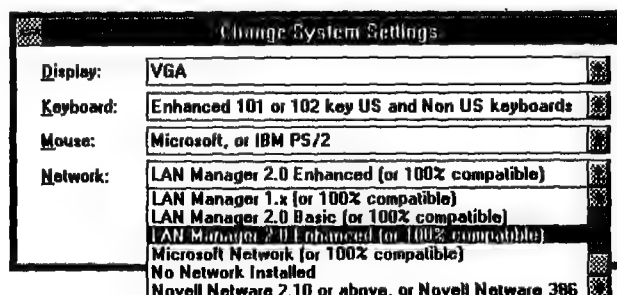 Change System Settings
Display: VGA
Keyboard: Enhanced 101 or 102 key US and Non US keyboards
Mouse: Microsoft, or IBM PS/2
Network: LAN Manager 2.0 Enhanced (or 100% compatible)
LAN Manager 1.x (or 100% compatible)
LAN Manager 2.0 Basic (or 100% compatible)
LAN Manager 2.0 Enhanced (or 100% compatible)
Microsoft Network (or 100% compatible)
No Network Installed
Novell Netware 2.10 or above, or Novell Netware 386